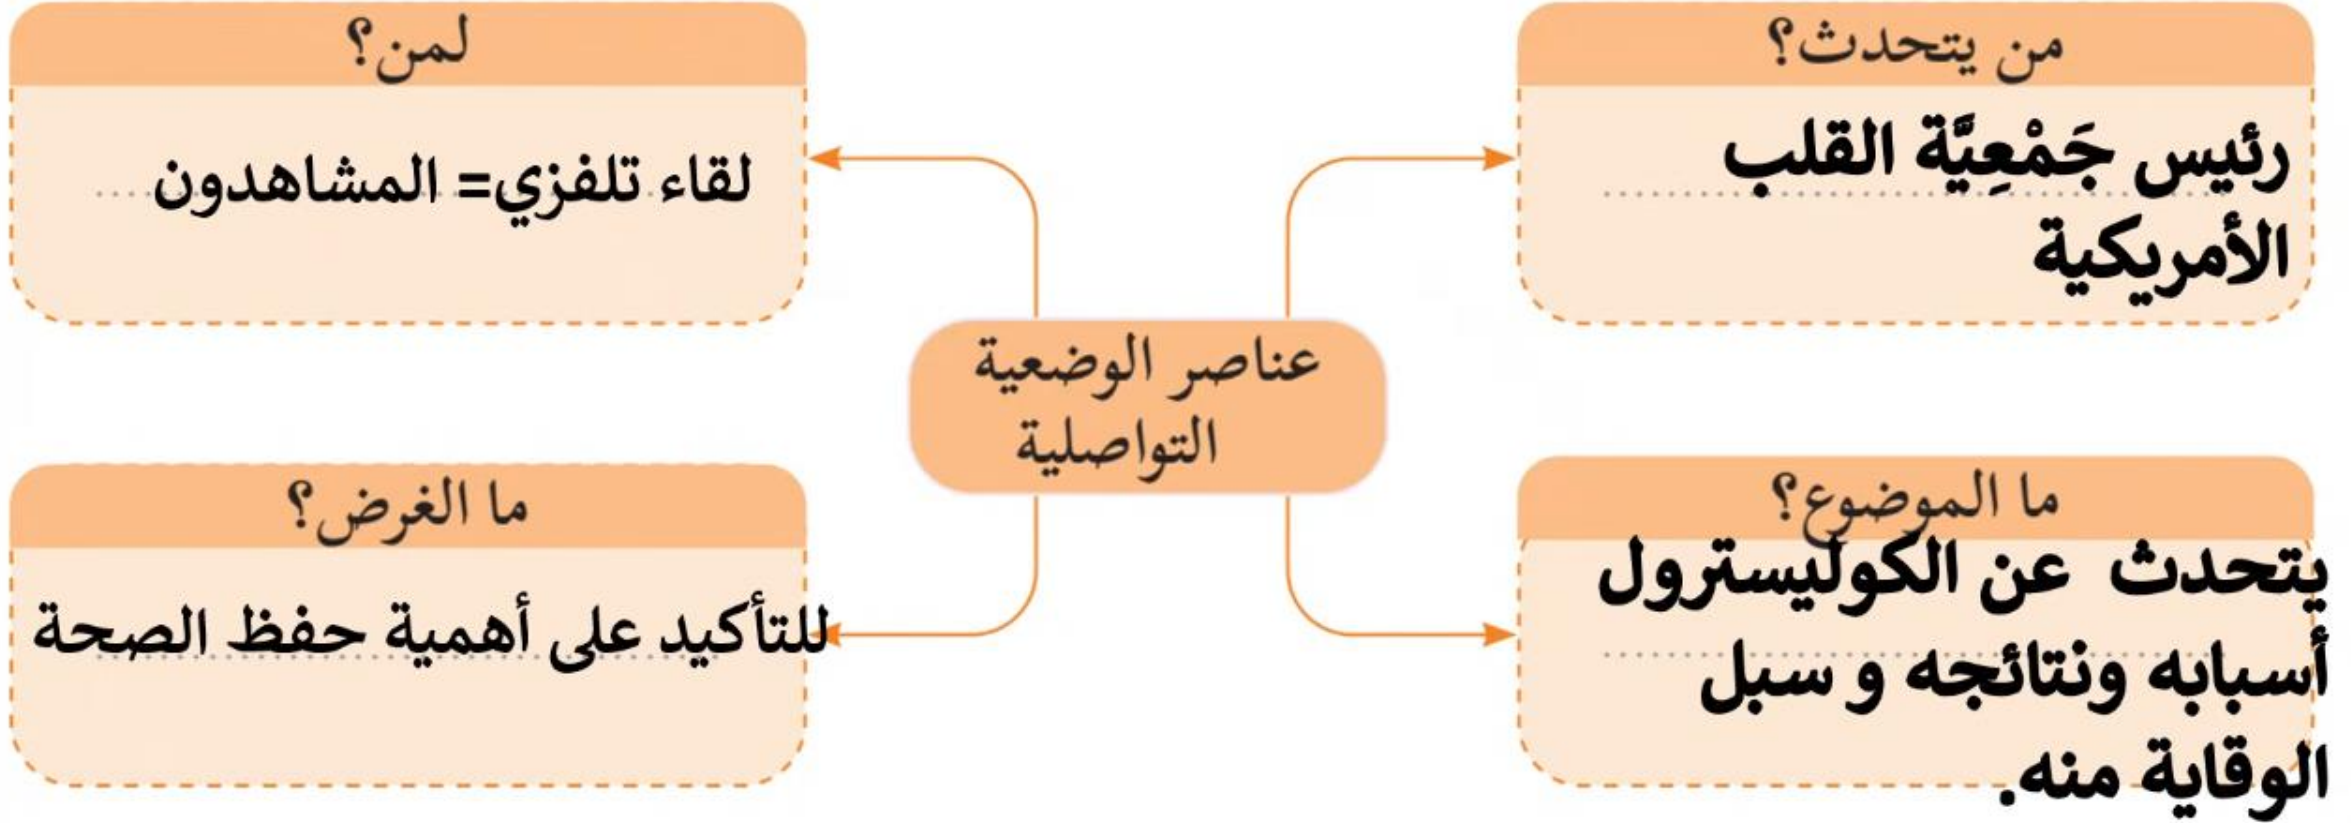 من يتحدث؟
رئيس جَمْعِيَّة القلب
الأمريكية
لمن؟
لقاء تلفزي= المشاهدون
عناصر الوضعية
التواصلية
ما الموضوع؟
يتحدث عن الكوليسترول
أسبابه ونتائجه و سبل
الوقاية منه.
ما الغرض؟
للتأكيد على أهمية حفظ الصحة